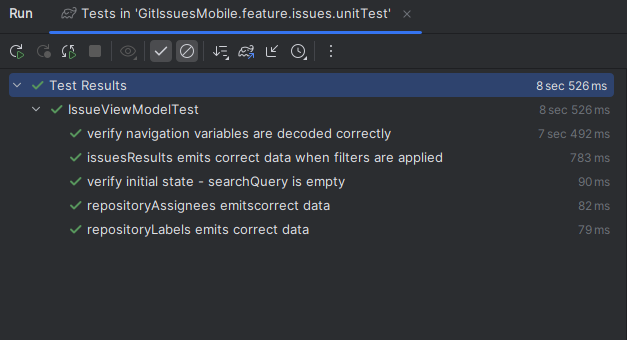 Run Tests in 'GitIssuesMobile.feature.issues.unitTest'
Test Results 8 sec 526 ms
IssueViewModelTest 8 sec 526 ms
verify navigation variables are decoded correctly 7 sec 492 ms
issuesResults emits correct data when filters are applied 783 ms
verify initial state - searchQuery is empty 90 ms
repositoryAssignees emitscorrect data 82 ms
repositoryLabels emits correct data 79 ms